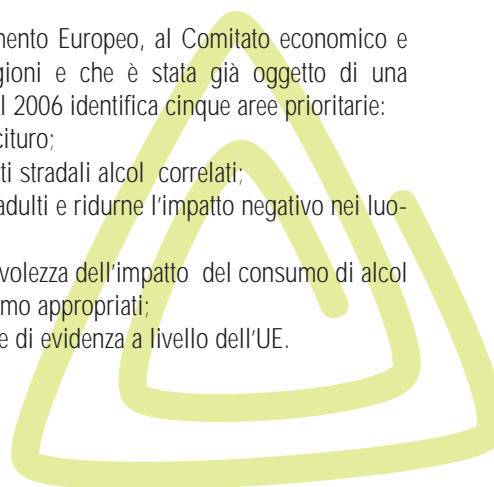 nento Europeo, al Comitato economico e
gioni e che è stata già oggetto di una
l 2006 identifica cinque aree prioritarie:
cituro;
ti stradali alcol correlati;
adulti e ridurne l'impatto negativo nei luo-
volezza dell'impatto del consumo di alcol
mo appropriati;
e di evidenza a livello dell'UE.